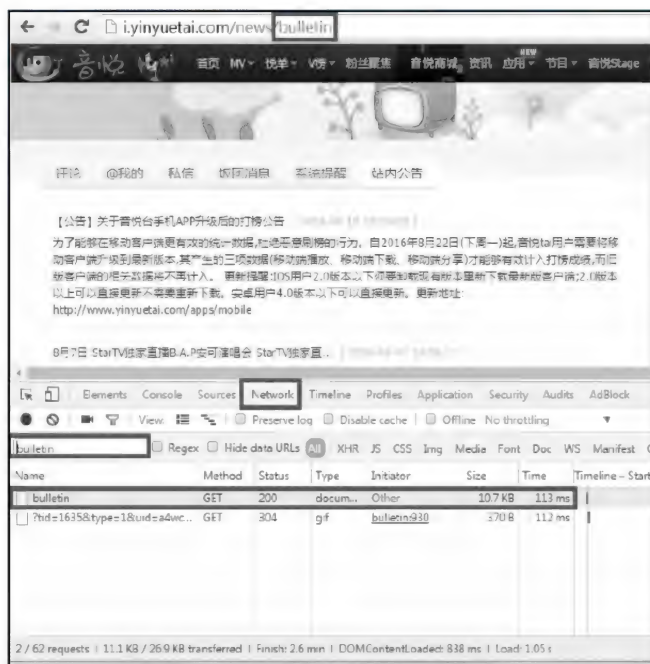 i.yinyuetai.com/news/bulletin
首页 MV 悦单 V榜 粉丝聚焦 音悦商城 资讯 应用 NEW 节目 音悦Stage
评论 @我的 私信 饭团消息 系统提醒 站内公告
【公告】关于音悦台手机APP升级后的打榜公告
为了能够在移动客户端更有效的统计数据,杜绝恶意刷榜的行为。自2016年8月22日(下周一)起,音悦tai用户需要将移
动客户端升级到最新版本,其产生的三项数据(移动端播放、移动端下载、移动端分享)才能够有效计入打榜成绩,而旧
版客户端的相关数据将不再计入。 更新提醒:IOS用户2.0版本以下须要卸载现有版本重新下载最新版客户端;2.0版本
以上可以直接更新不需要重新下载。安卓用户4.0版本以下可以直接更新。更新地址:
http://www.yinyuetai.com/apps/mobile
8月7日 StarTV独家直播B.A.P安可演唱会 StarTV独家直...
Elements Console Sources Network Timeline Profiles Application Security Audits AdBlock
View: Preserve log Disable cache Offline No throttling
bulletin Regex Hide data URLs All XHR JS CSS Img Media Font Doc WS Manifest
Name Method Status Type Initiator Size Time Timeline – Start
bulletin GET 200 docum... Other 10.7 KB 113 ms
?tid=1635&type=1&uid=a4wc... GET 304 gif bulletin:930 370 B 112 ms
2 / 62 requests | 11.1 KB / 26.9 KB transferred | Finish: 2.6 min | DOMContentLoaded: 838 ms | Load: 1.05 s